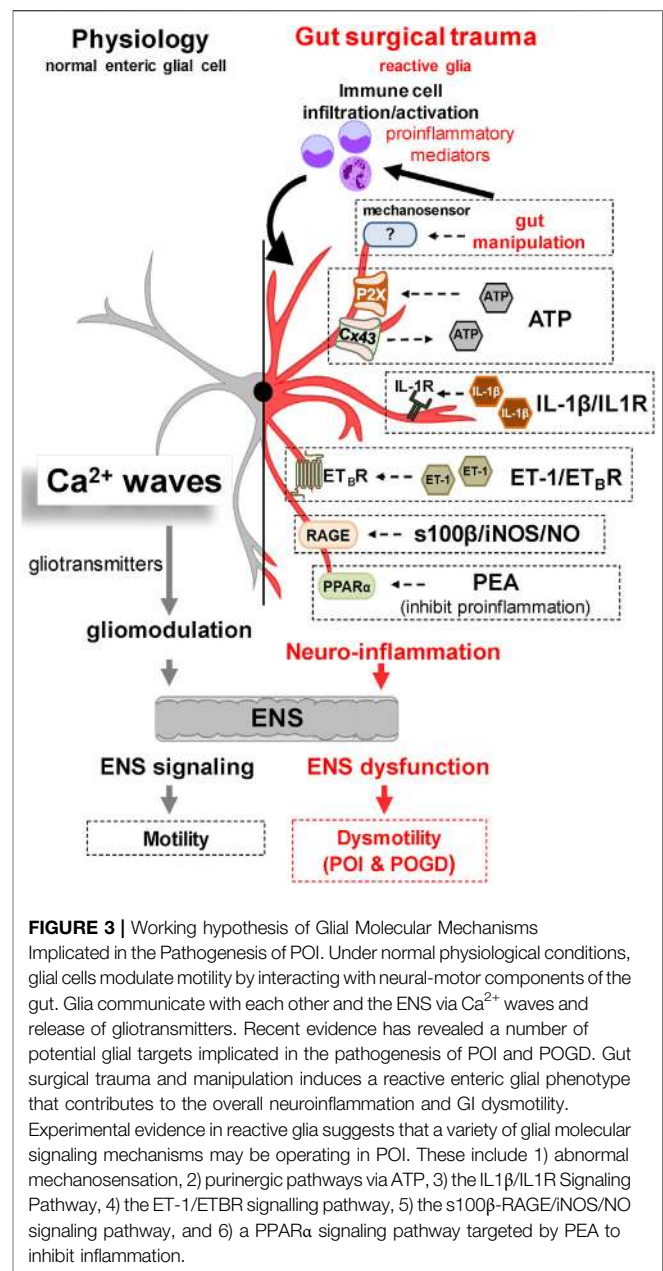 Physiology
normal enteric glial cell
Gut surgical trauma
reactive glia
Immune cell
infiltration/activation
proinflammatory
mediators
mechanosensor
?
gut
manipulation
P2X
ATP
Cx43
ATP
ATP
IL-1R
IL-1β
IL-1β
IL-1β/IL1R
ETBR
ET-1
ET-1
ET-1/ETBR
Ca2+ waves
RAGE
s100β/iNOS/NO
gliotransmitters
PPARα
PEA
(inhibit proinflammation)
gliomodulation
Neuro-inflammation
ENS
ENS signaling
ENS dysfunction
Motility
Dysmotility
(POI & POGD)
FIGURE 3 | Working hypothesis of Glial Molecular Mechanisms
Implicated in the Pathogenesis of POI. Under normal physiological conditions,
glial cells modulate motility by interacting with neural-motor components of the
gut. Glia communicate with each other and the ENS via Ca2+ waves and
release of gliotransmitters. Recent evidence has revealed a number of
potential glial targets implicated in the pathogenesis of POI and POGD. Gut
surgical trauma and manipulation induces a reactive enteric glial phenotype
that contributes to the overall neuroinflammation and GI dysmotility.
Experimental evidence in reactive glia suggests that a variety of glial molecular
signaling mechanisms may be operating in POI. These include 1) abnormal
mechanosensation, 2) purinergic pathways via ATP, 3) the IL1β/IL1R Signaling
Pathway, 4) the ET-1/ETBR signalling pathway, 5) the s100β-RAGE/iNOS/NO
signaling pathway, and 6) a PPARα signaling pathway targeted by PEA to
inhibit inflammation.